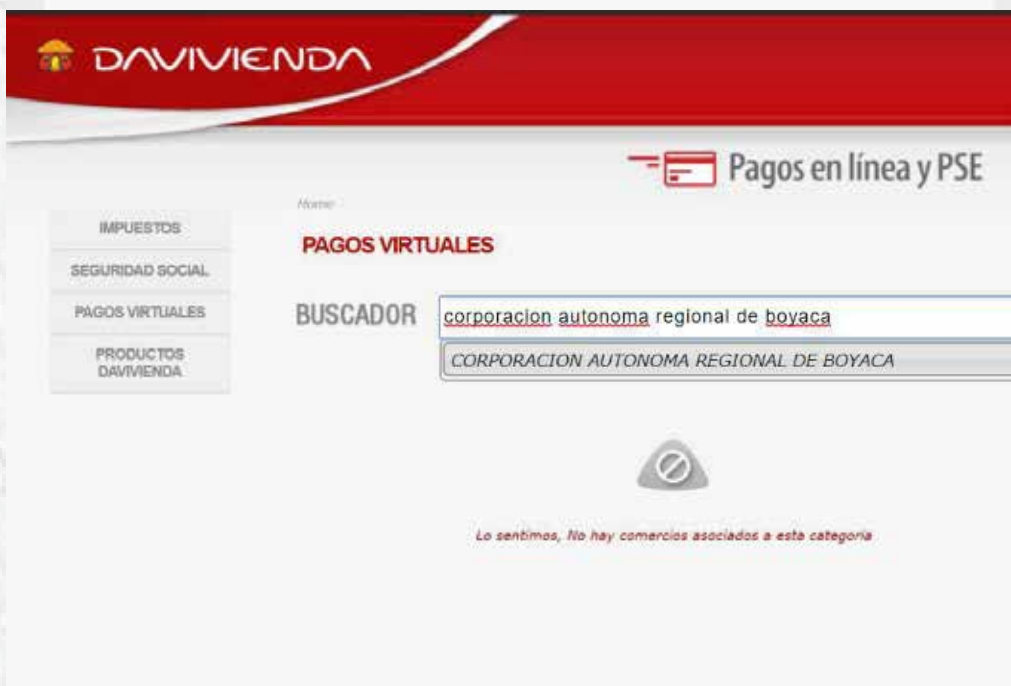 DAVIVIENDA
Pagos en línea y PSE
Home
IMPUESTOS
SEGURIDAD SOCIAL
PAGOS VIRTUALES
PRODUCTOS
DAVIVIENDA
PAGOS VIRTUALES
BUSCADOR
corporacion autonoma regional de boyaca
CORPORACION AUTONOMA REGIONAL DE BOYACA
Lo sentimos, No hay comercios asociados a esta categoria